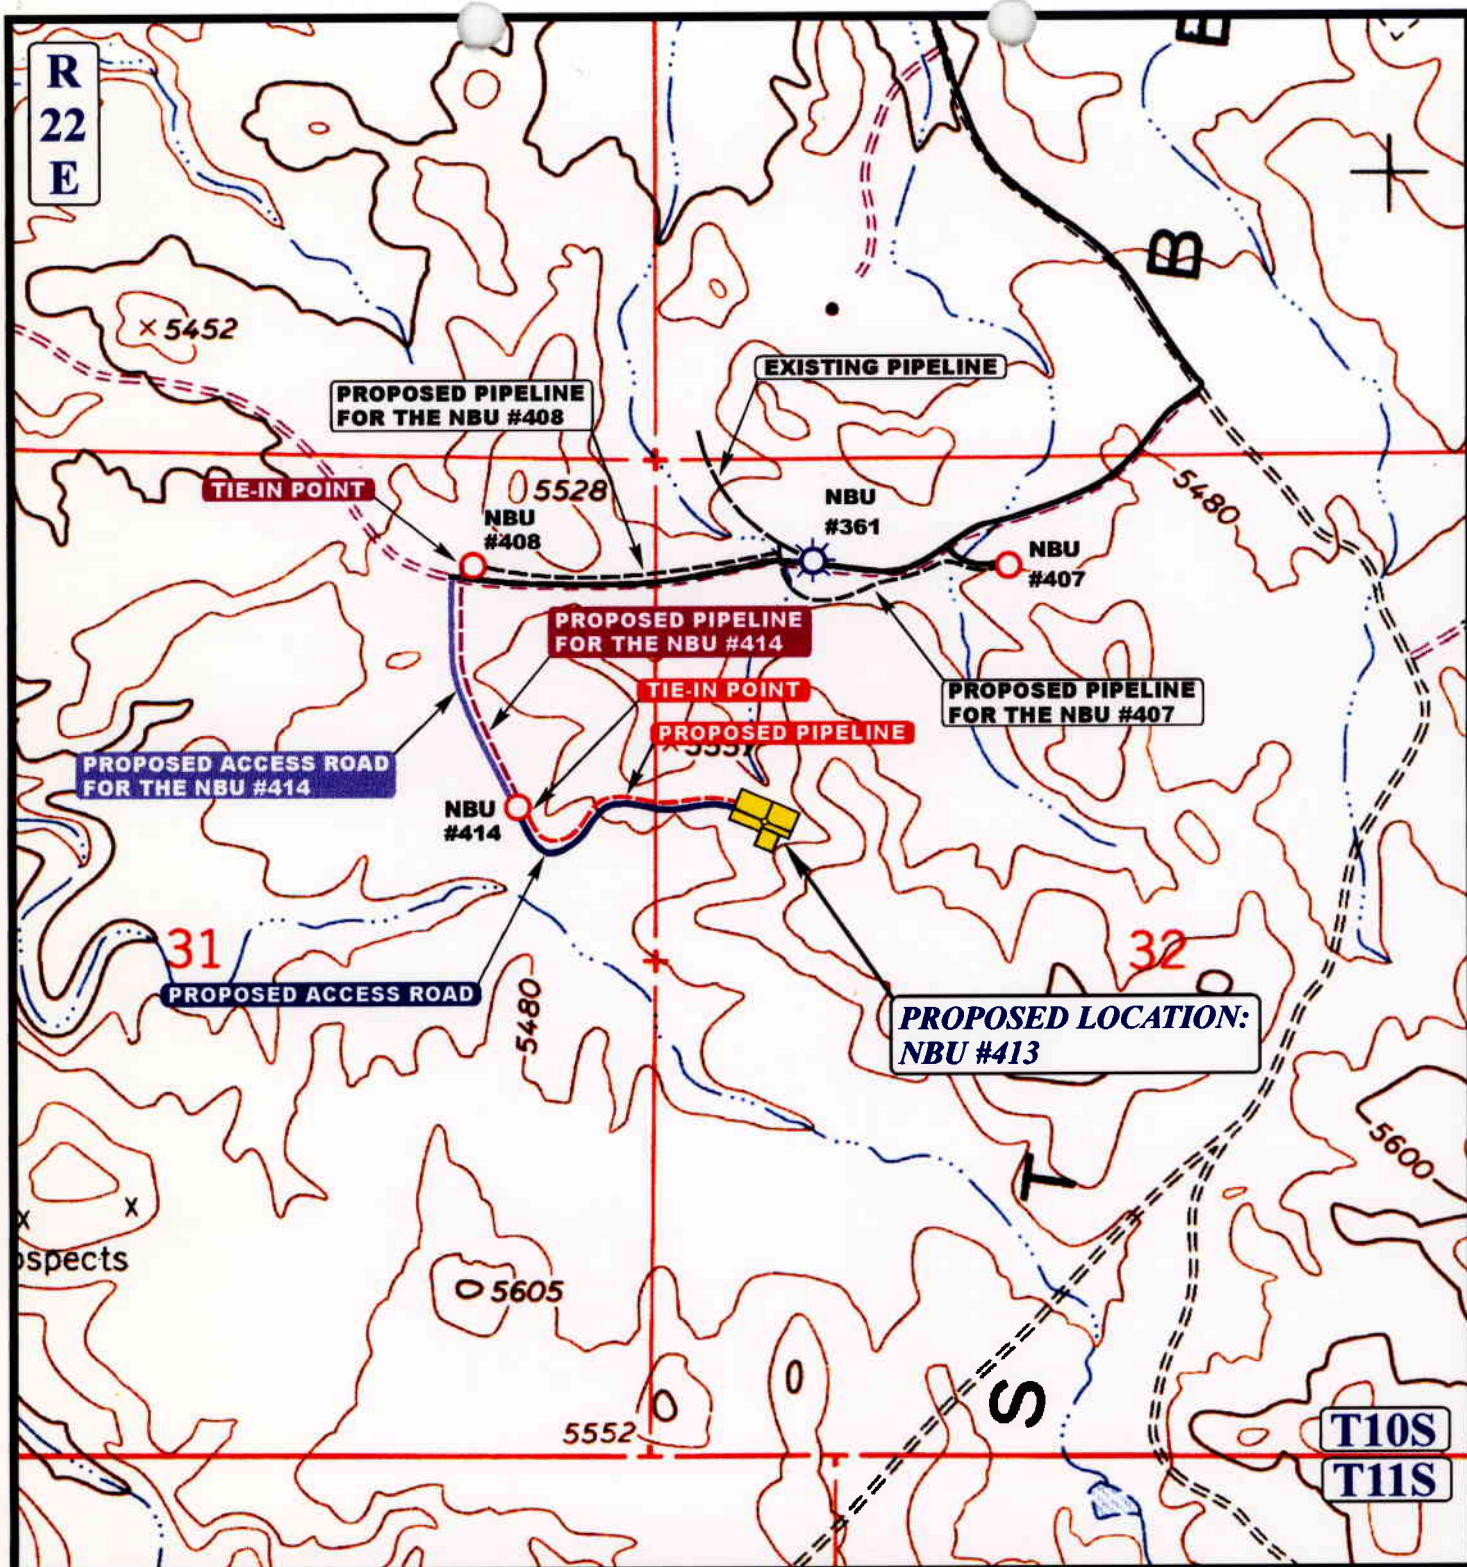 R
22
E
E
B
× 5452
EXISTING PIPELINE
PROPOSED PIPELINE
FOR THE NBU #408
TIE-IN POINT
5528
NBU
#408
NBU
#361
5480
NBU
#407
PROPOSED PIPELINE
FOR THE NBU #414
TIE-IN POINT
PROPOSED PIPELINE
FOR THE NBU #407
PROPOSED PIPELINE
PROPOSED ACCESS ROAD
FOR THE NBU #414
NBU
#414
31
32
PROPOSED ACCESS ROAD
5480
PROPOSED LOCATION:
NBU #413
5600
T
X
X
ospects
5605
S
5552
T10S
T11S